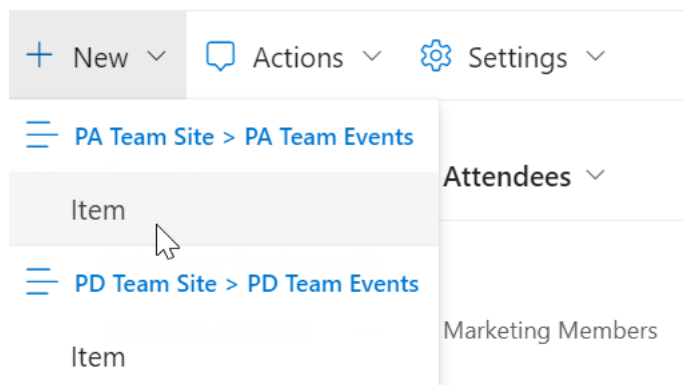 New Actions Settings
PA Team Site > PA Team Events
Attendees
Item
PD Team Site > PD Team Events
Marketing Members
Item